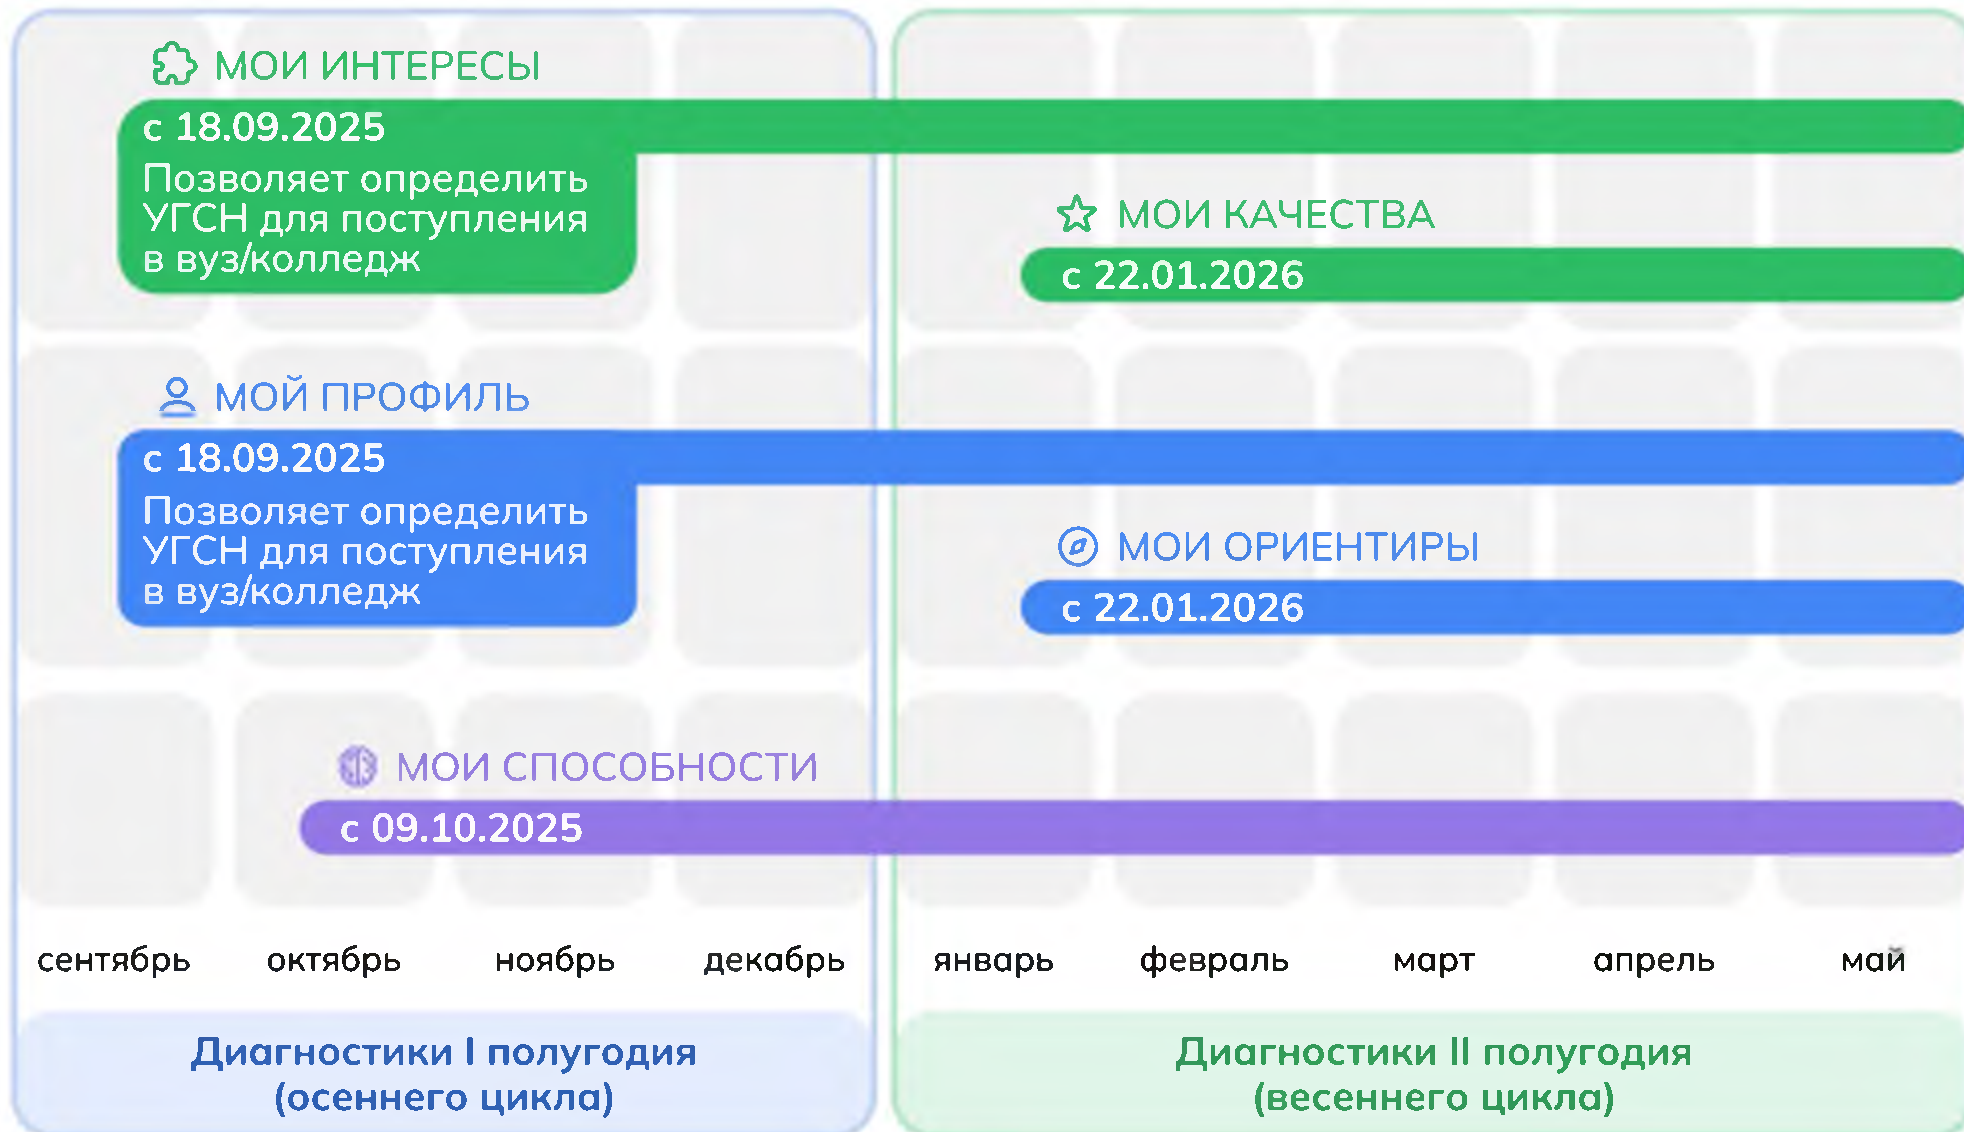 МОИ ИНТЕРЕСЫ
с 18.09.2025
Позволяет определить
УГСН для поступления
в вуз/колледж
МОИ КАЧЕСТВА
с 22.01.2026
МОЙ ПРОФИЛЬ
с 18.09.2025
Позволяет определить
УГСН для поступления
в вуз/колледж
МОИ ОРИЕНТИРЫ
с 22.01.2026
МОИ СПОСОБНОСТИ
с 09.10.2025
сентябрь октябрь ноябрь декабрь январь февраль март апрель май
Диагностики I полугодия
(осеннего цикла)
Диагностики II полугодия
(весеннего цикла)